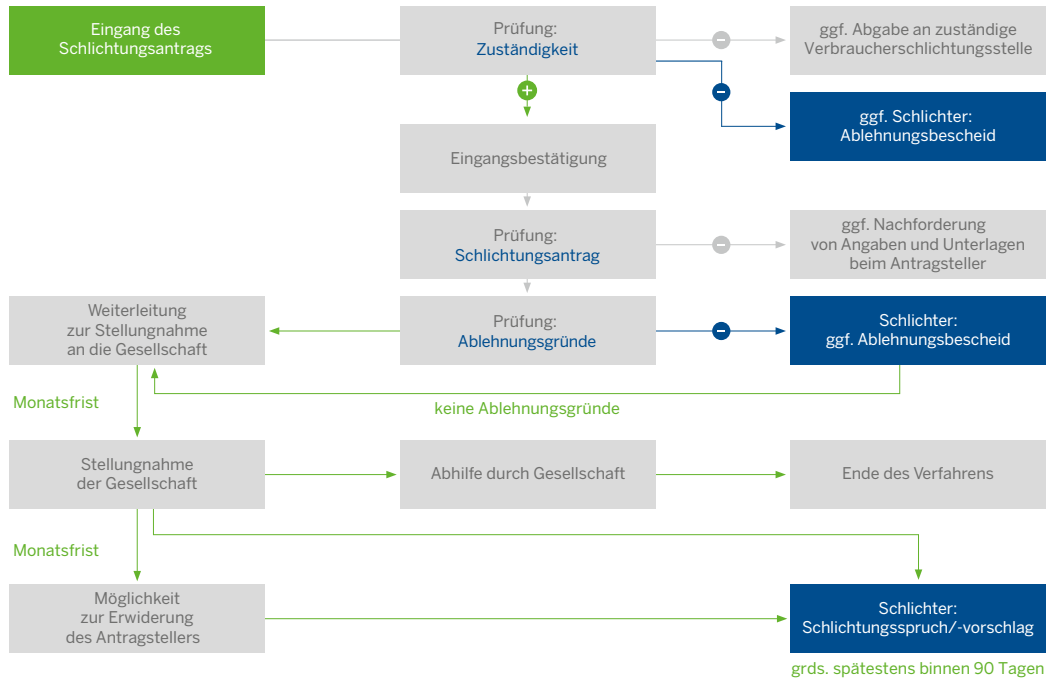 Eingang des
Schlichtungsantrags
Prüfung:
Zuständigkeit
ggf. Abgabe an zuständige
Verbraucherschlichtungsstelle
ggf. Schlichter:
Ablehnungsbescheid
Eingangsbestätigung
Prüfung:
Schlichtungsantrag
ggf. Nachforderung
von Angaben und Unterlagen
beim Antragsteller
Weiterleitung
zur Stellungnahme
an die Gesellschaft
Prüfung:
Ablehnungsgründe
Schlichter:
ggf. Ablehnungsbescheid
Monatsfrist
keine Ablehnungsgründe
Stellungnahme
der Gesellschaft
Abhilfe durch Gesellschaft
Ende des Verfahrens
Monatsfrist
Möglichkeit
zur Erwiderung
des Antragstellers
Schlichter:
Schlichtungsspruch/-vorschlag
grds. spätestens binnen 90 Tagen